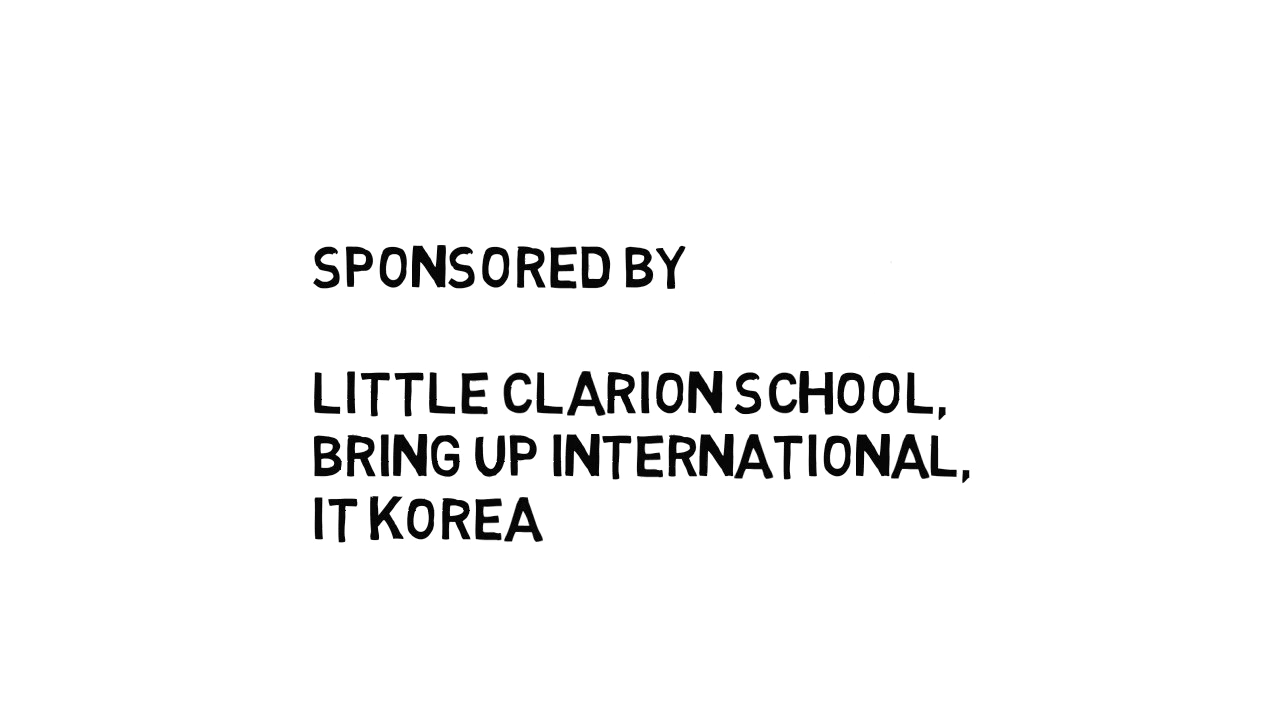 SPONSORED BY
LITTLE CLARION SCHOOL,
BRING UP INTERNATIONAL,
IT KOREA